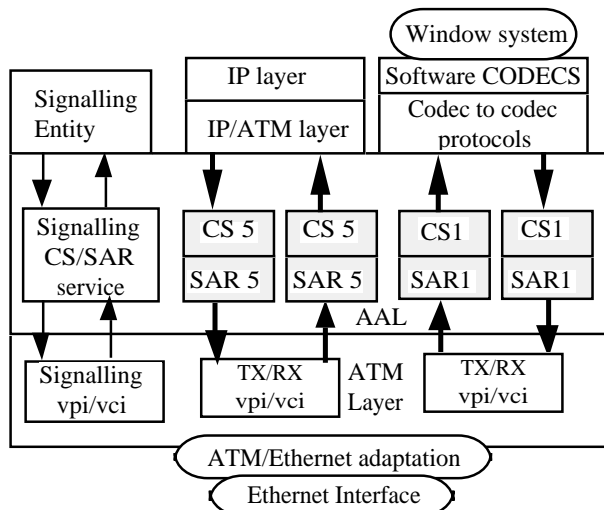 Window system
Signalling
Entity
IP layer
IP/ATM layer
Software CODECS
Codec to codec
protocols
Signalling
CS/SAR
service
CS 5
SAR 5
CS 5
SAR 5
CS1
SAR1
CS1
SAR1
AAL
Signalling
vpi/vci
TX/RX
vpi/vci
ATM
Layer
TX/RX
vpi/vci
ATM/Ethernet adaptation
Ethernet Interface